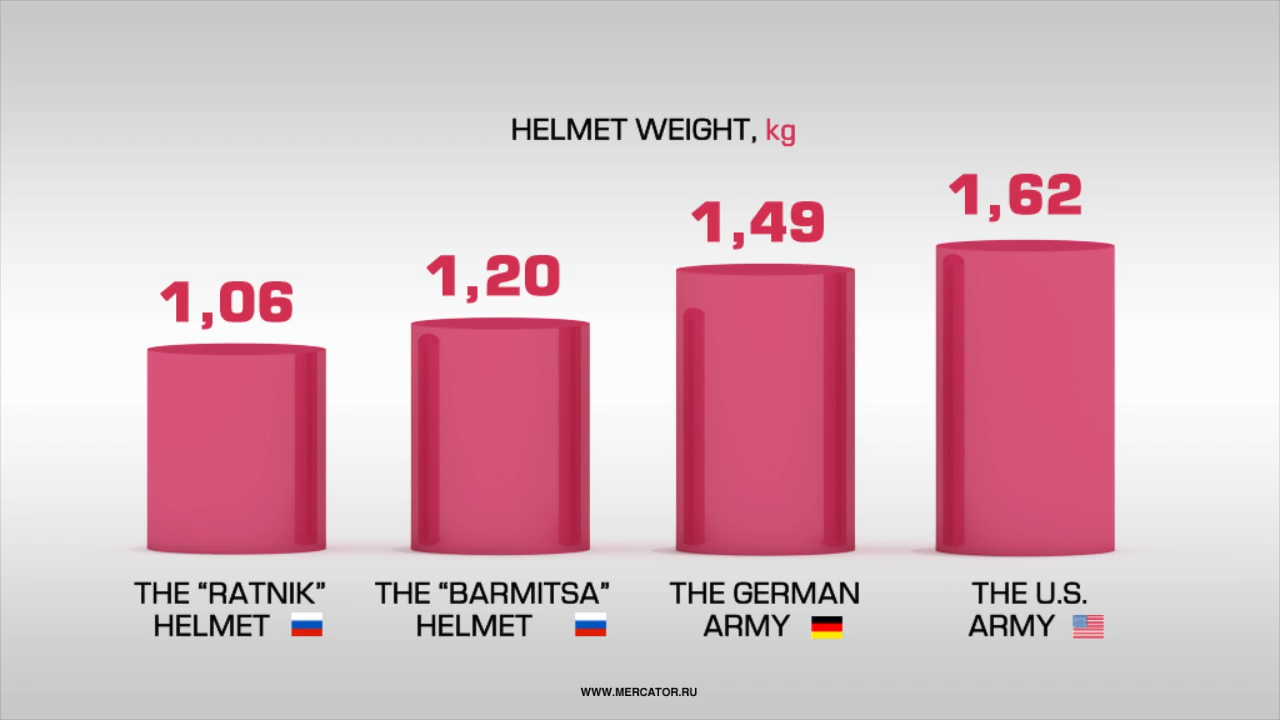 HELMET WEIGHT, kg
1,06
1,20
1,49
1,62
THE “RATNIK”
HELMET
THE “BARMITSA”
HELMET
THE GERMAN
ARMY
THE U.S.
ARMY
WWW.MERCATOR.RU